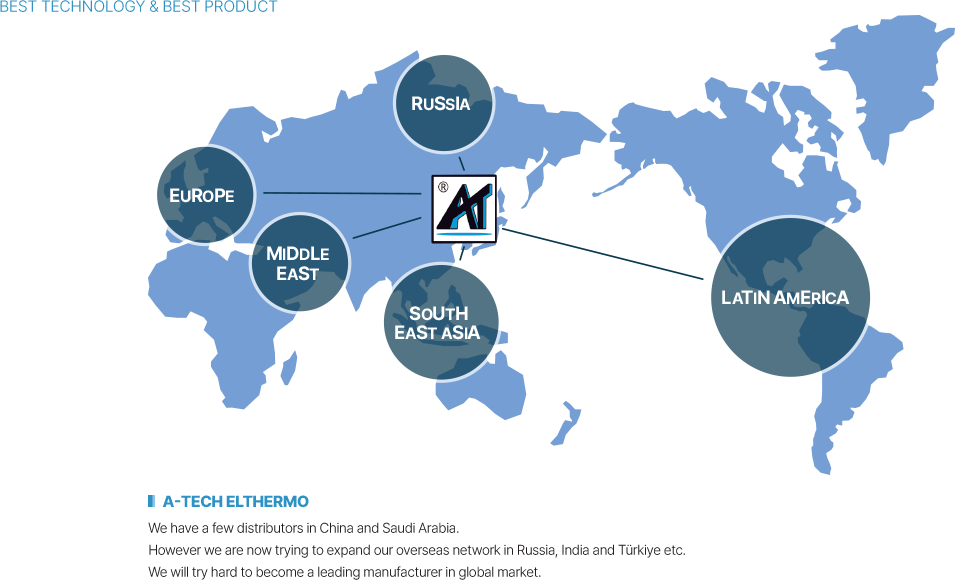 BEST TECHNOLOGY & BEST PRODUCT
RUSSIA
EUROPE
®
AT
MIDDLE
EAST
SOUTH
EAST ASIA
LATIN AMERICA
A-TECH ELTHERMO
We have a few distributors in China and Saudi Arabia.
However we are now trying to expand our overseas network in Russia, India and Türkiye etc.
We will try hard to become a leading manufacturer in global market.